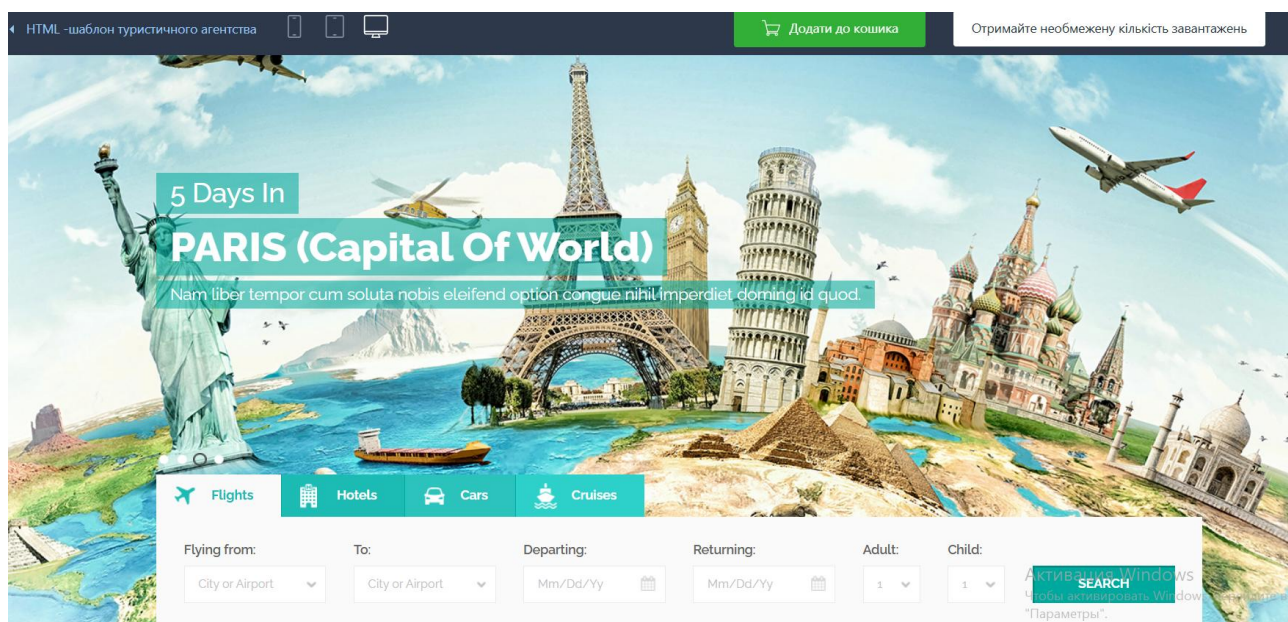 HTML -шаблон туристичного агентства
Додати до кошика
Отримайте необмежену кількість завантажень
5 Days In
PARIS (Capital Of World)
Nam liber tempor cum soluta nobis eleifend option congue nihil imperdiet doming id quod.
Flights Hotels Cars Cruises
Flying from: To: Departing: Returning: Adult: Child:
City or Airport City or Airport Mm/Dd/Yy Mm/Dd/Yy 1 1 SEARCH
Активация Windows
Чтобы активировать Windows
"Параметры".